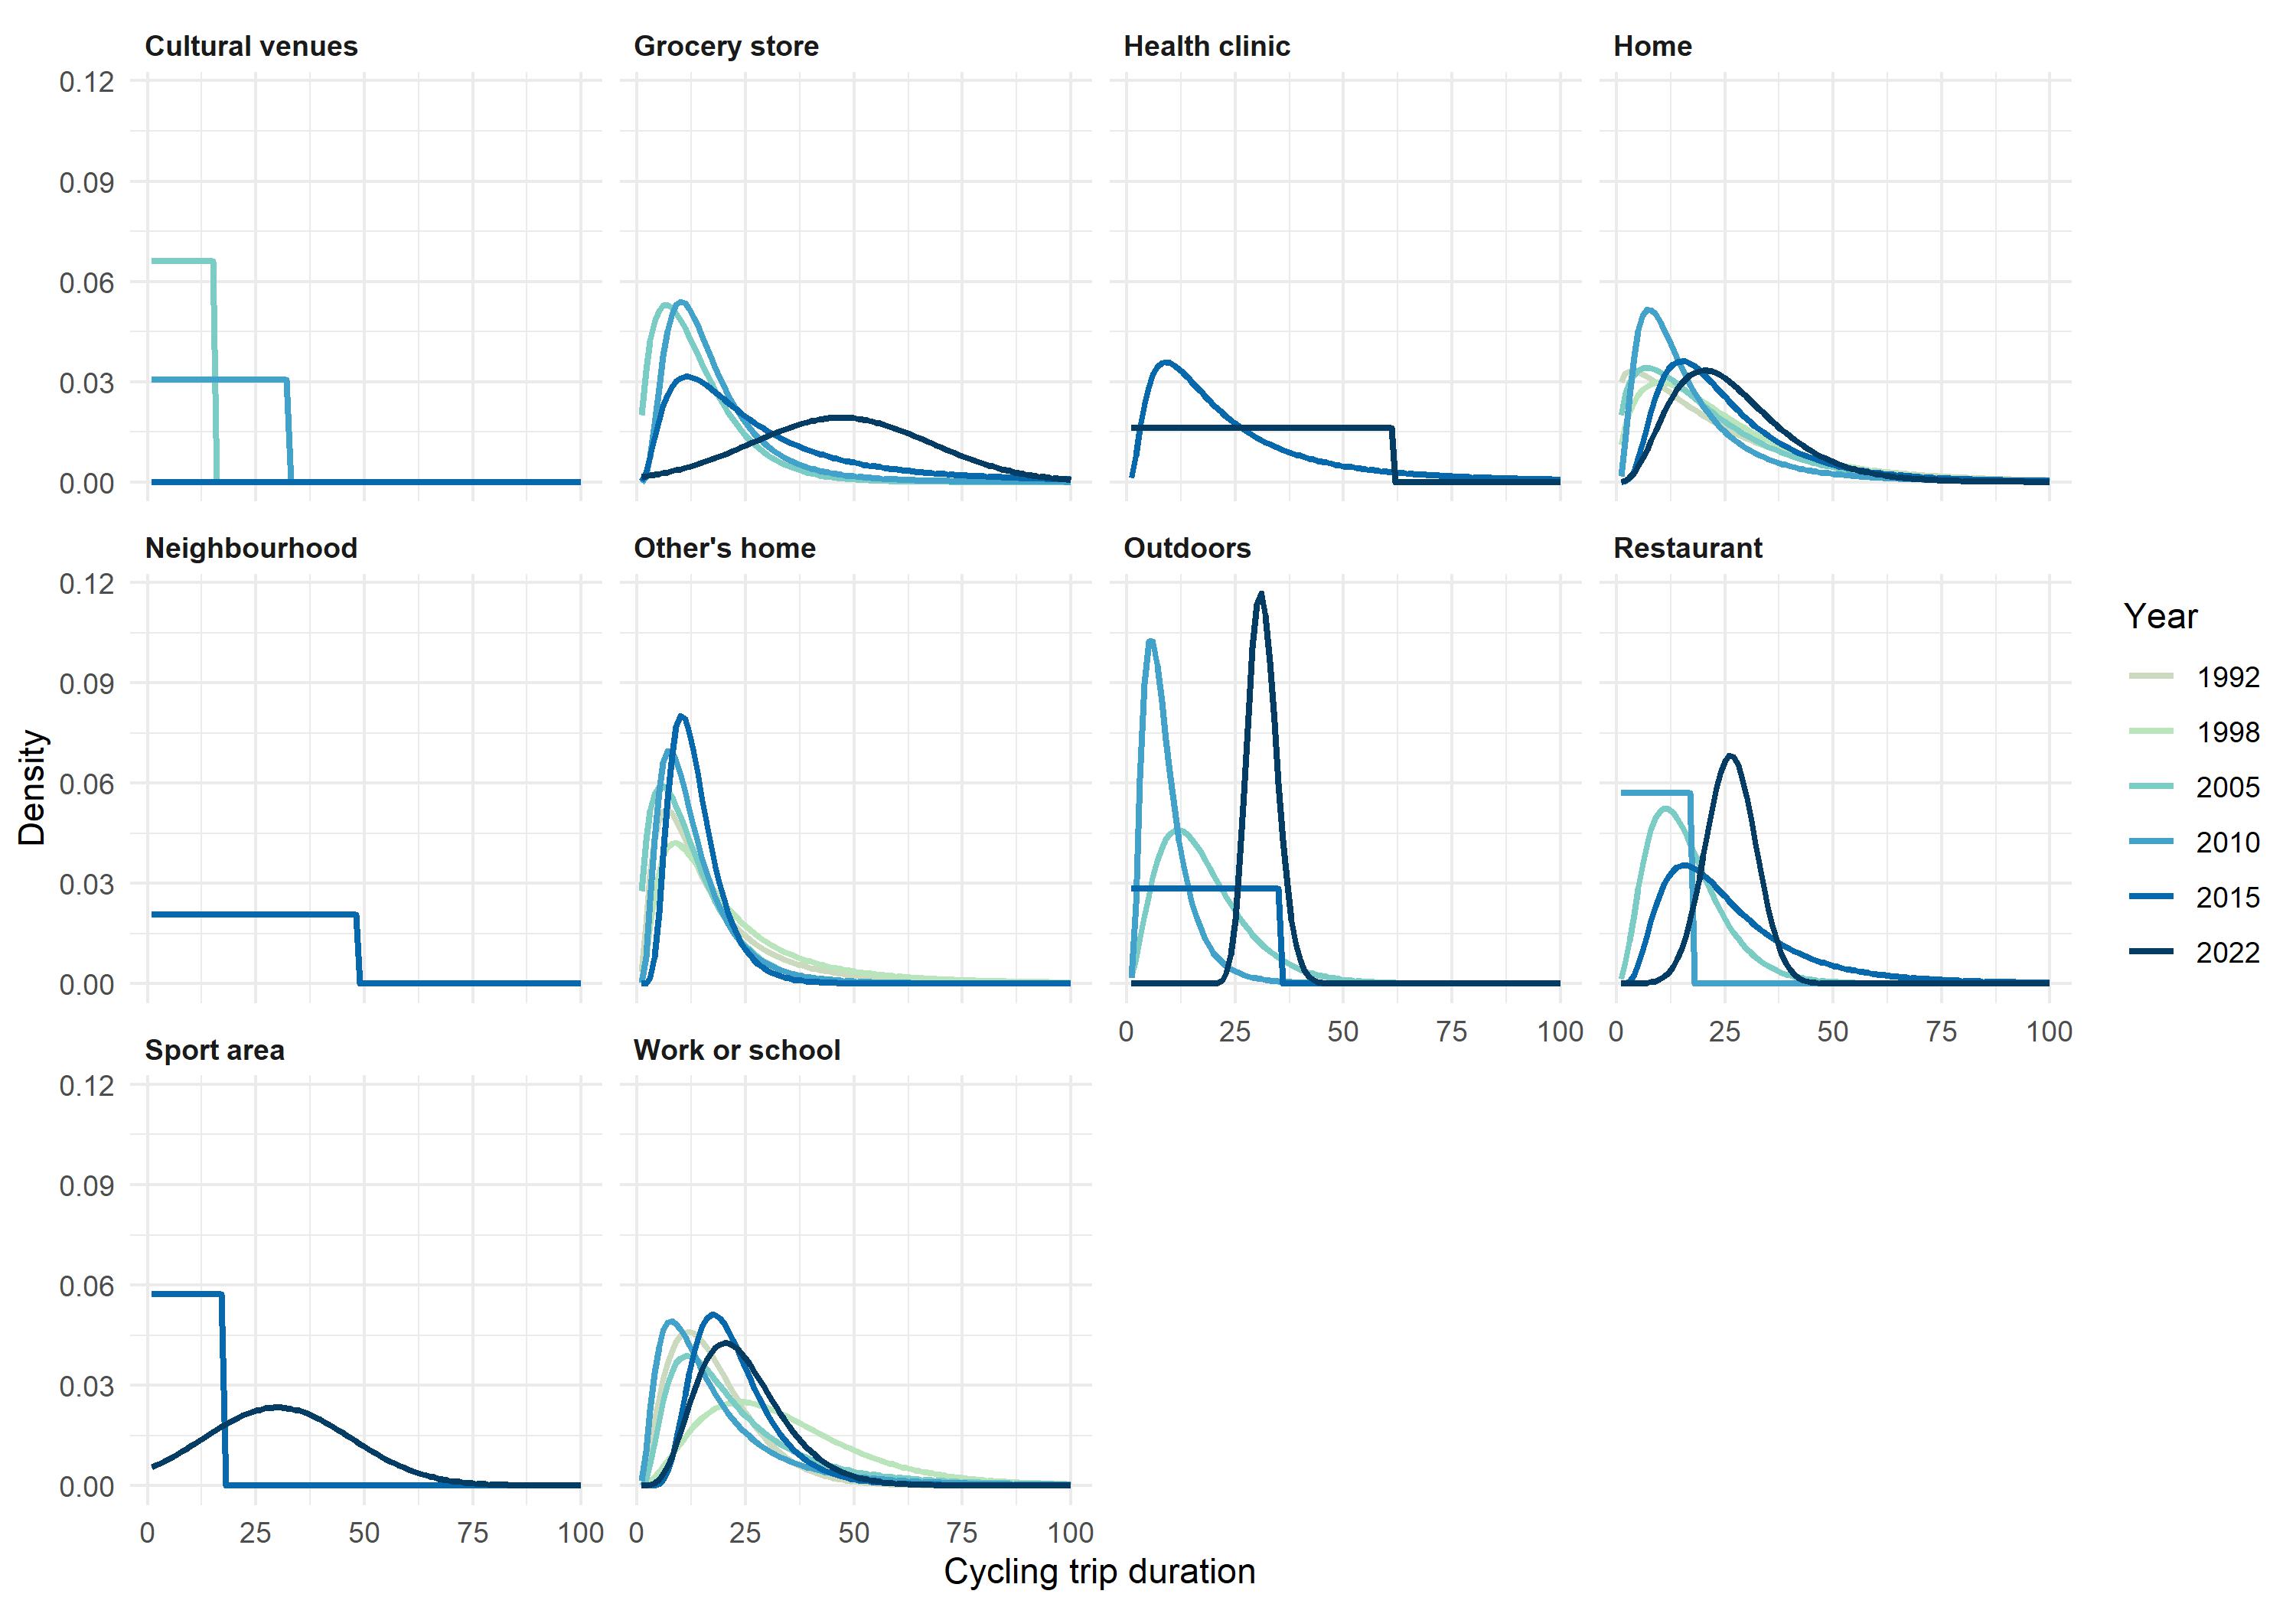 Cultural venues
Grocery store
Health clinic
Home
0.12
0.09
0.06
0.03
0.00
Neighbourhood
Other's home
Outdoors
Restaurant
0.12
0.09
0.06
0.03
0.00
0 25 50 75 100
0 25 50 75 100
Sport area
Work or school
0.12
0.09
0.06
0.03
0.00
0 25 50 75 100
0 25 50 75 100
Cycling trip duration
Density
Year
1992
1998
2005
2010
2015
2022